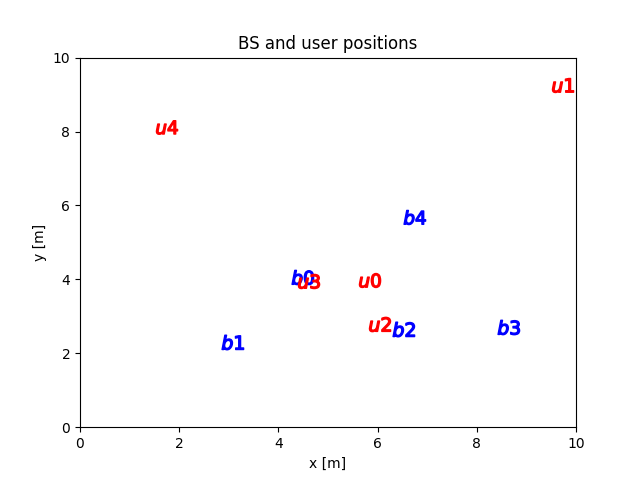 BS and user positions
10
8
6
4
2
0
y [m]
u1
u4
b4
b0
u3
u0
u2
b2
b3
b1
0 2 4 6 8 10
x [m]